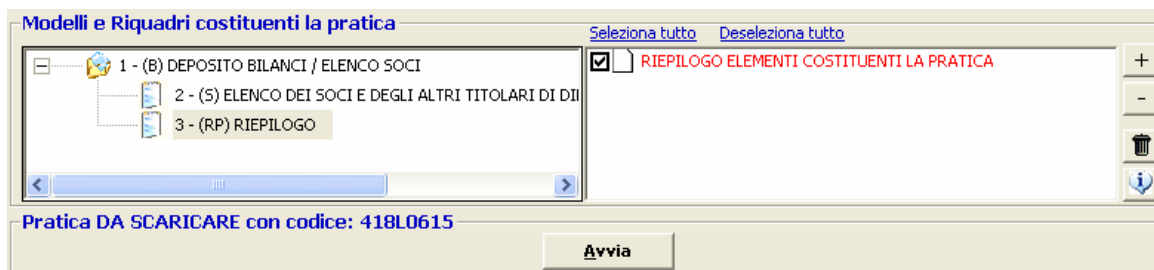 Modelli e Riquadri costituenti la pratica
Seleziona tutto Deseleziona tutto
1 - (B) DEPOSITO BILANCI / ELENCO SOCI
2 - (S) ELENCO DEI SOCI E DEGLI ALTRI TITOLARI DI
3 - (RP) RIEPILOGO
RIEPILOGO ELEMENTI COSTITUENTI LA PRATICA
+
-
Pratica DA SCARICARE con codice: 418L0615
Avvia